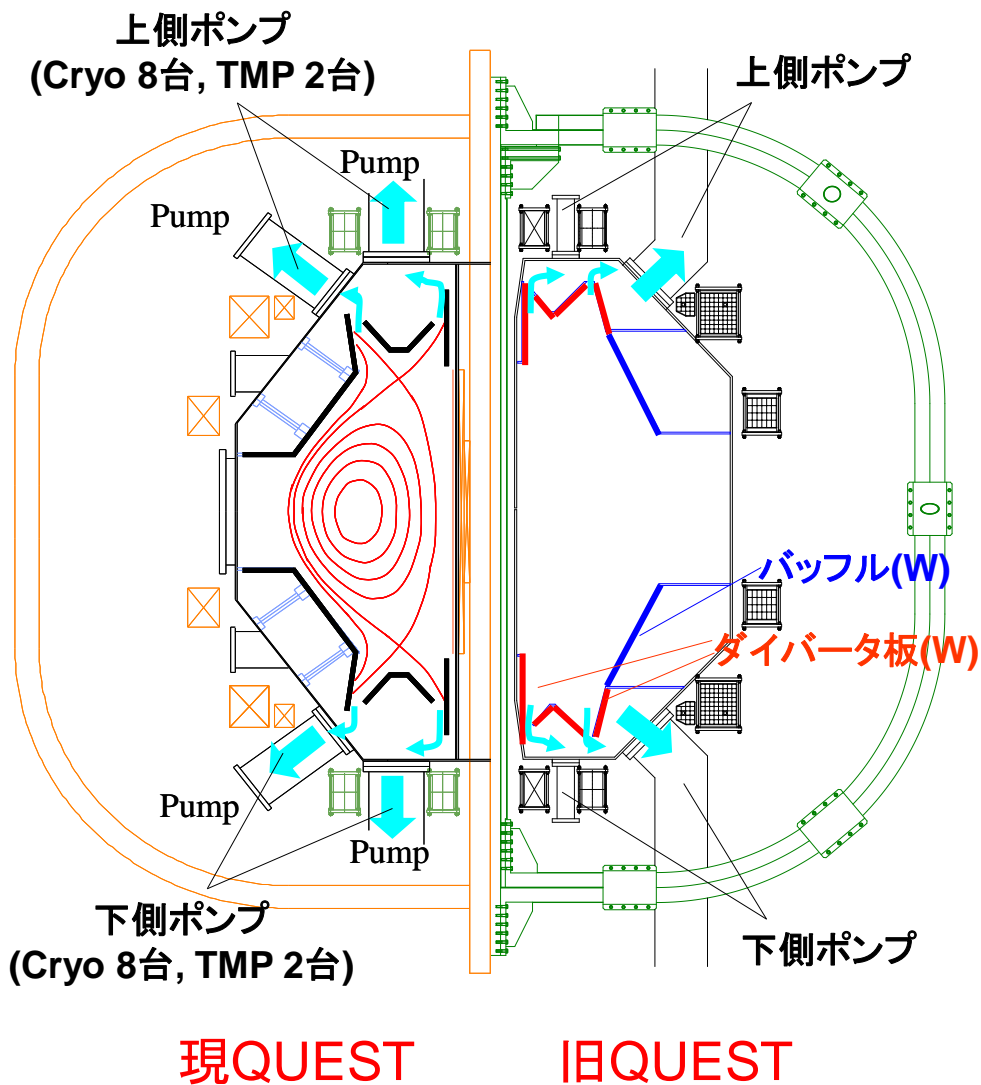 上側ポンプ
(Cryo 8台, TMP 2台)
上側ポンプ
Pump
Pump
バッフル(W)
ダイバータ板(W)
Pump
Pump
下側ポンプ
(Cryo 8台, TMP 2台)
下側ポンプ
現QUEST
旧QUEST